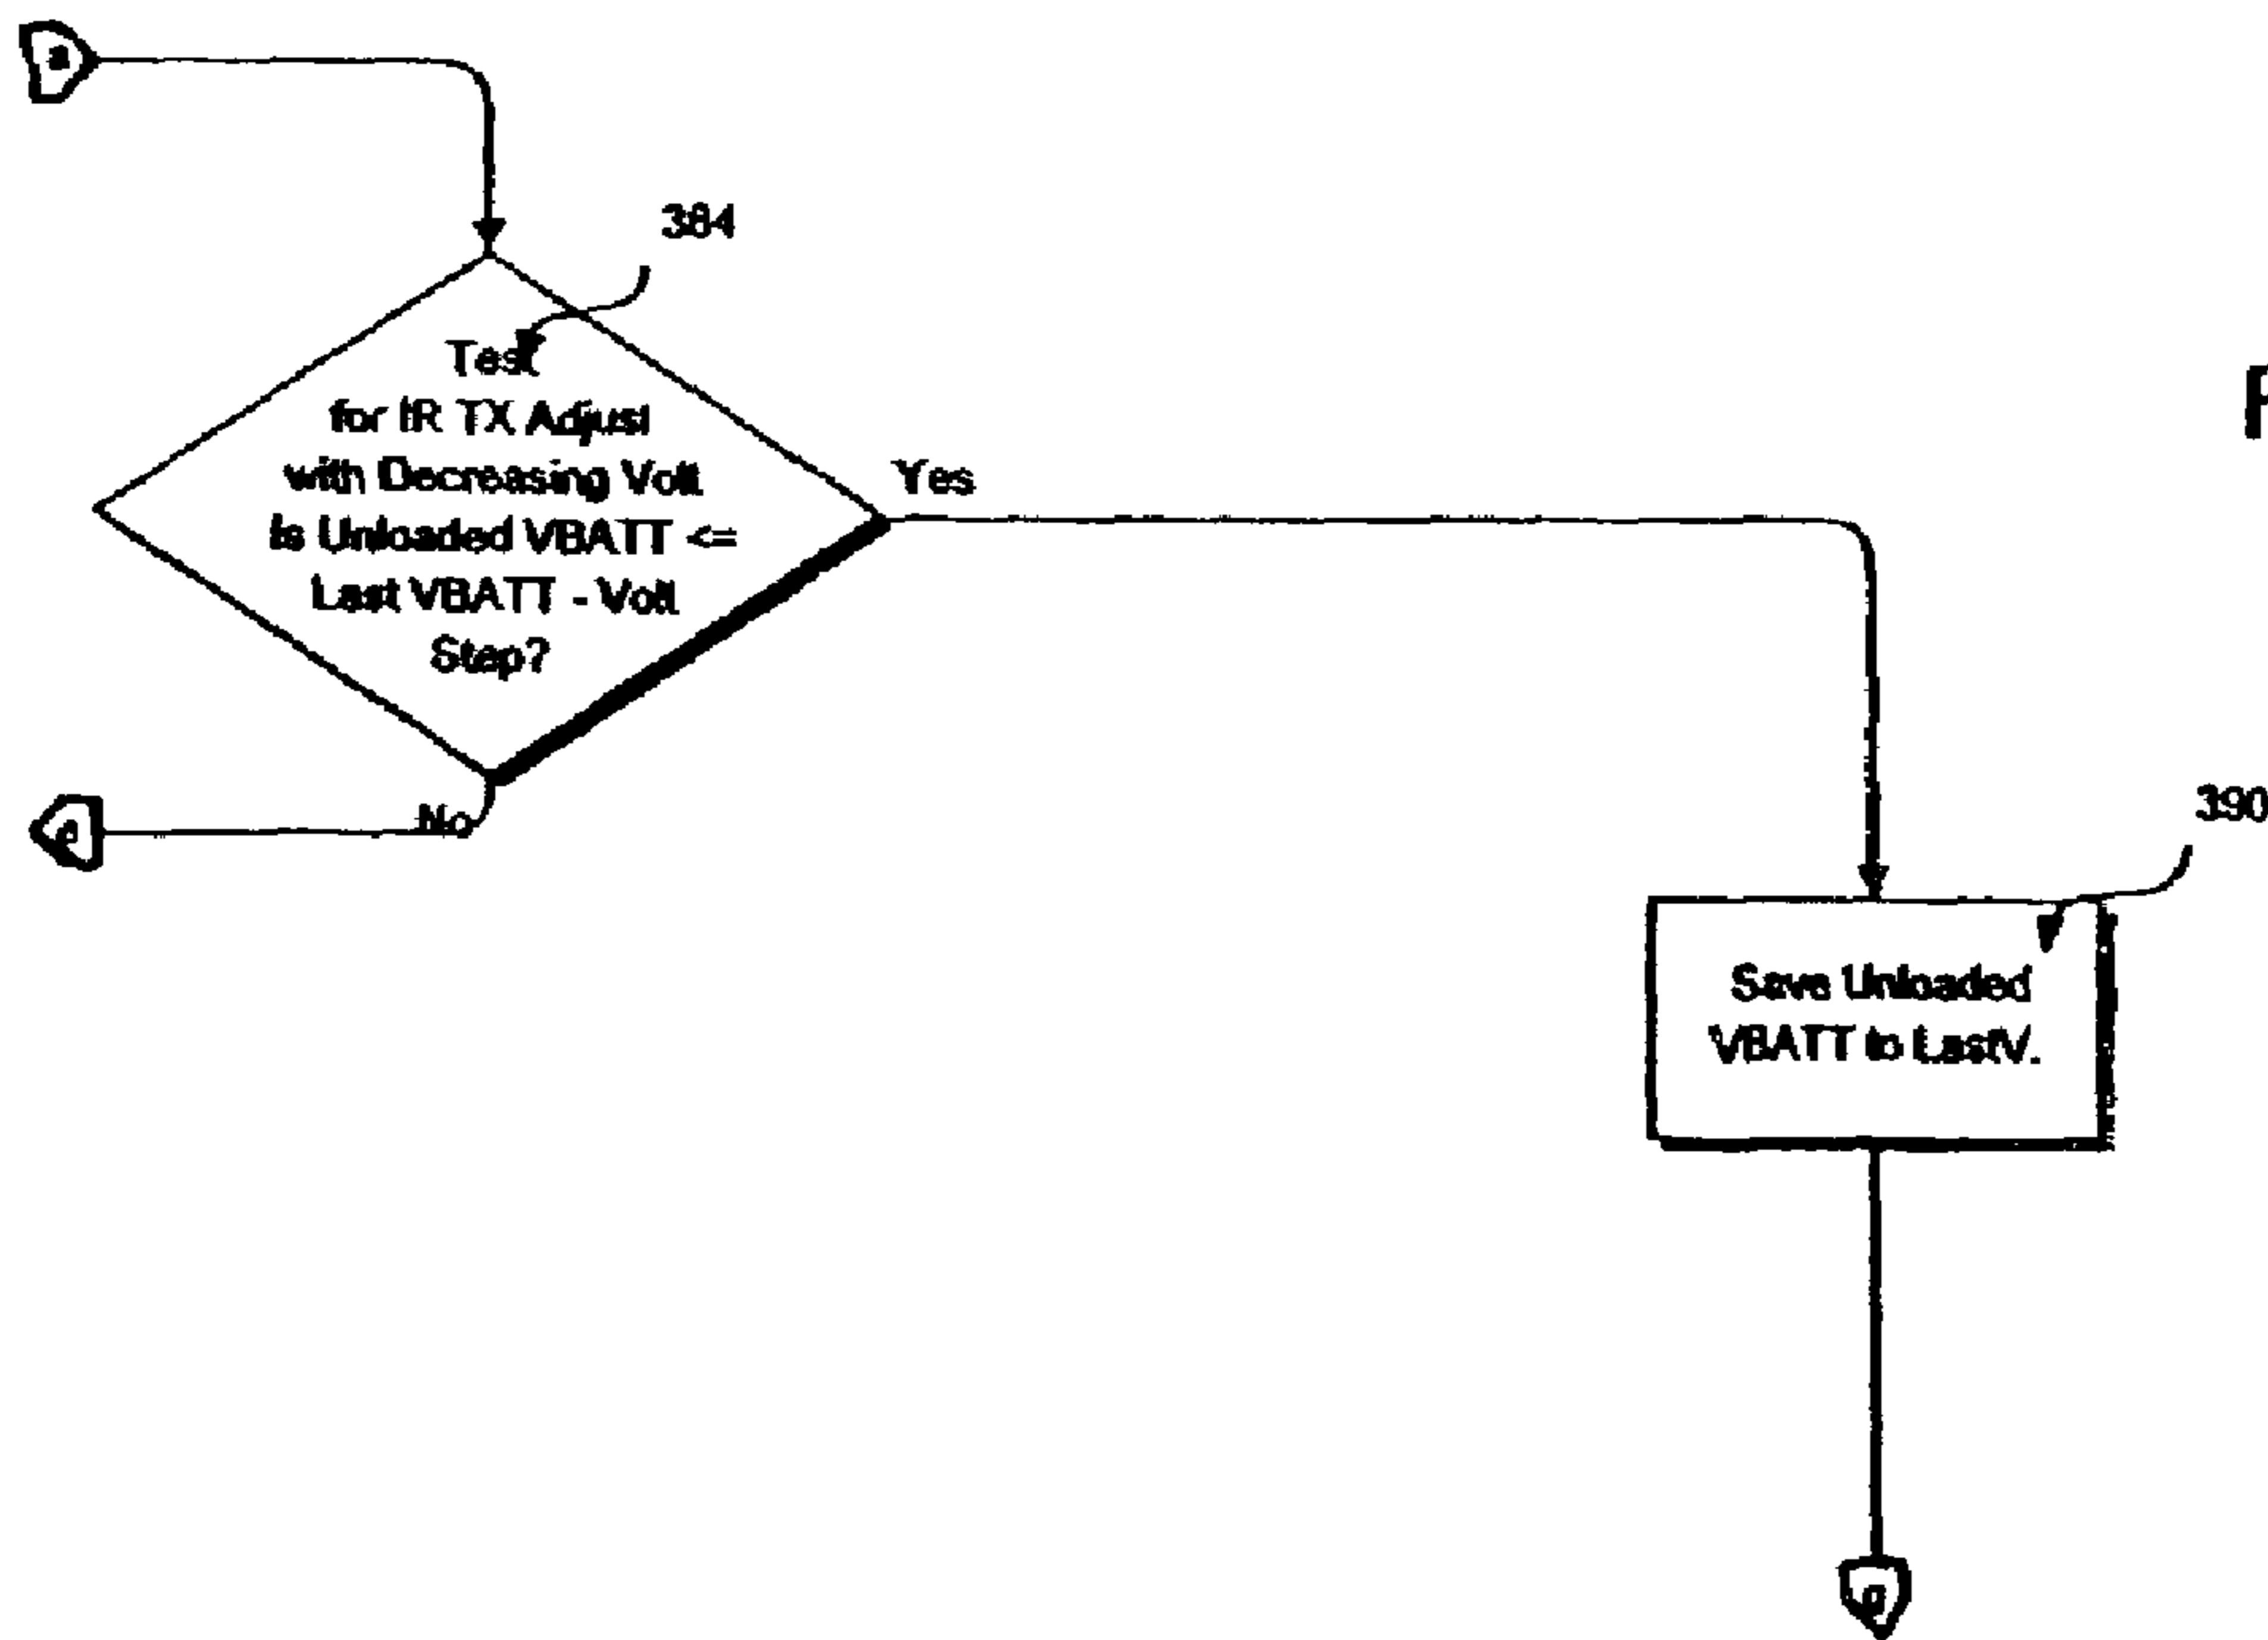 a
384
Test
for IR TX Adjust
with Decreasing Volt.
Is Unloaded VBATT <=
Last VBATT - Volt
Step?
Yes
No
390
Save Unloaded
VBATT to LastV.